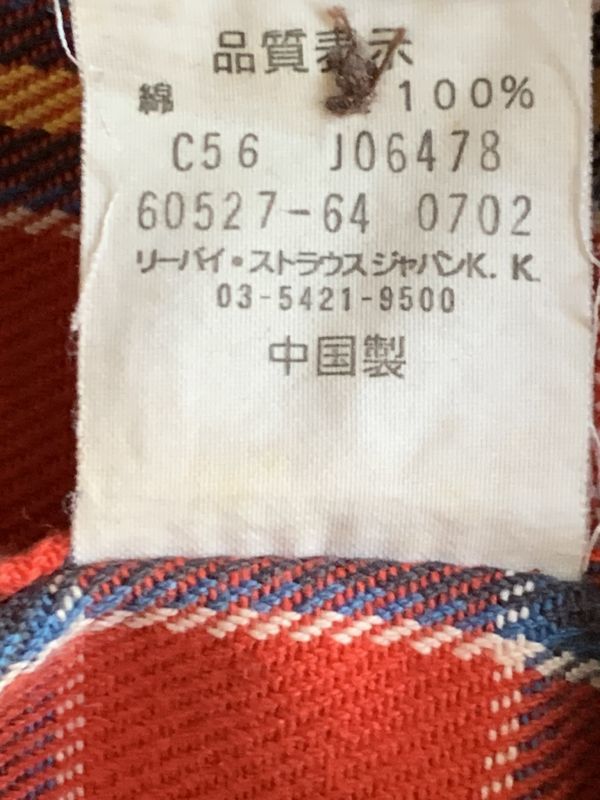 品質表示
綿 100%
C56 J06478
60527-64 0702
リーバイ・ストラウスジャパンK.K.
03-5421-9500
中国製